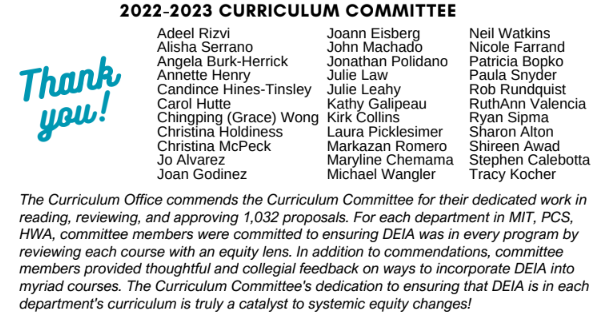 2022-2023 CURRICULUM COMMITTEE
Thank
you!
Adeel Rizvi
Alisha Serrano
Angela Burk-Herrick
Annette Henry
Candince Hines-Tinsley
Carol Hutte
Chingping (Grace) Wong
Christina Holdiness
Christina McPeck
Jo Alvarez
Joan Godinez
Joann Eisberg
John Machado
Jonathan Polidano
Julie Law
Julie Leahy
Kathy Galipeau
Kirk Collins
Laura Picklesimer
Markazan Romero
Maryline Chemama
Michael Wangler
Neil Watkins
Nicole Farrand
Patricia Bopko
Paula Snyder
Rob Rundquist
RuthAnn Valencia
Ryan Sipma
Sharon Alton
Shireen Awad
Stephen Calebotta
Tracy Kocher
The Curriculum Office commends the Curriculum Committee for their dedicated work in
reading, reviewing, and approving 1,032 proposals. For each department in MIT, PCS,
HWA, committee members were committed to ensuring DEIA was in every program by
reviewing each course with an equity lens. In addition to commendations, committee
members provided thoughtful and collegial feedback on ways to incorporate DEIA into
myriad courses. The Curriculum Committee's dedication to ensuring that DEIA is in each
department's curriculum is truly a catalyst to systemic equity changes!